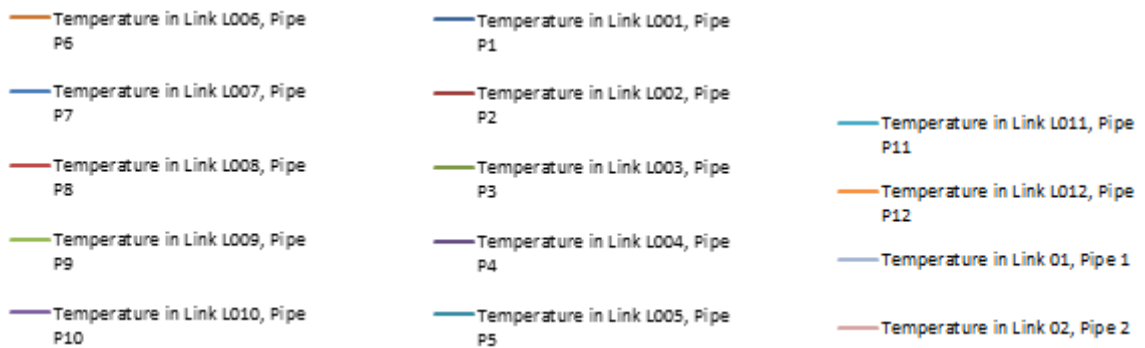 Temperature in Link L006, Pipe
P6
Temperature in Link L007, Pipe
P7
Temperature in Link L008, Pipe
P8
Temperature in Link L009, Pipe
P9
Temperature in Link L010, Pipe
P10
Temperature in Link L001, Pipe
P1
Temperature in Link L002, Pipe
P2
Temperature in Link L003, Pipe
P3
Temperature in Link L004, Pipe
P4
Temperature in Link L005, Pipe
P5
Temperature in Link L011, Pipe
P11
Temperature in Link L012, Pipe
P12
Temperature in Link 01, Pipe 1
Temperature in Link 02, Pipe 2